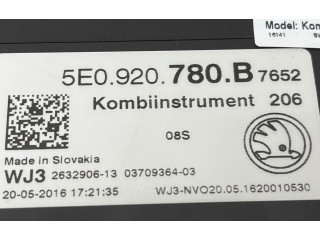 Model: Kom
16141 SV
5E0.920.780.B 7652
Kombiinstrument 206
08S
Made in Slovakia
WJ3 2632906-13 03709364-03
20-05-2016 17:21:35 WJ3-NVO20.05.1620010530